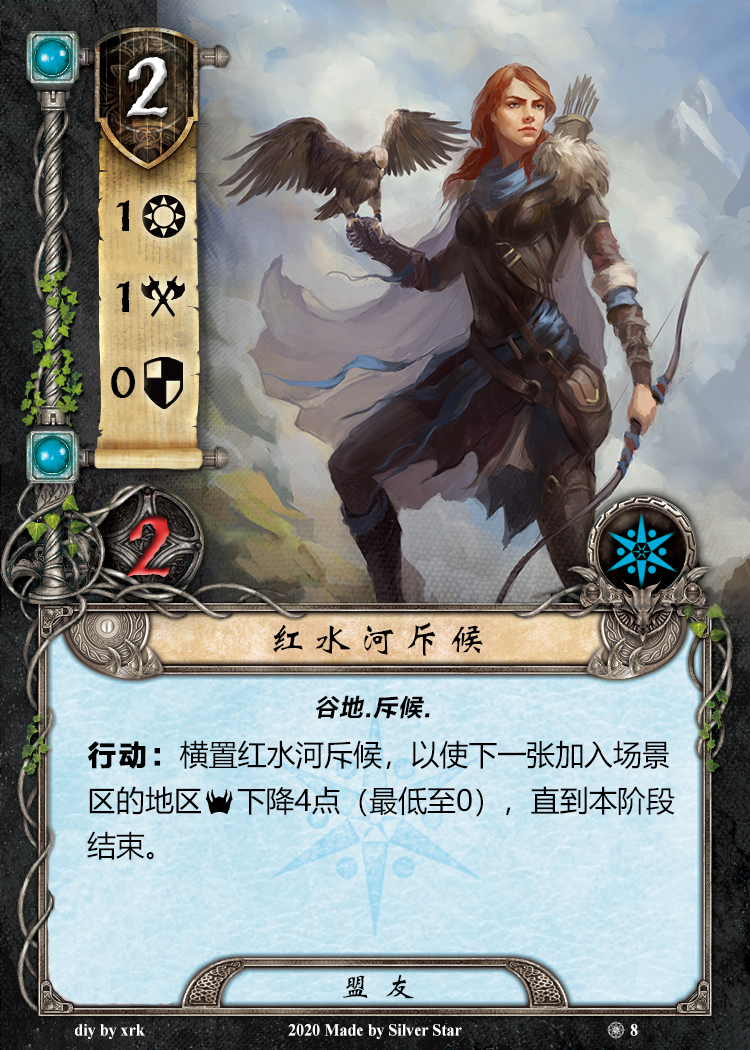 2
1
1
0
2
红水河斥候
谷地.斥候.
行动：横置红水河斥候，以使下一张加入场景
区的地区下降4点（最低至0），直到本阶段
结束。
盟友
diy by xrk 2020 Made by Silver Star 8